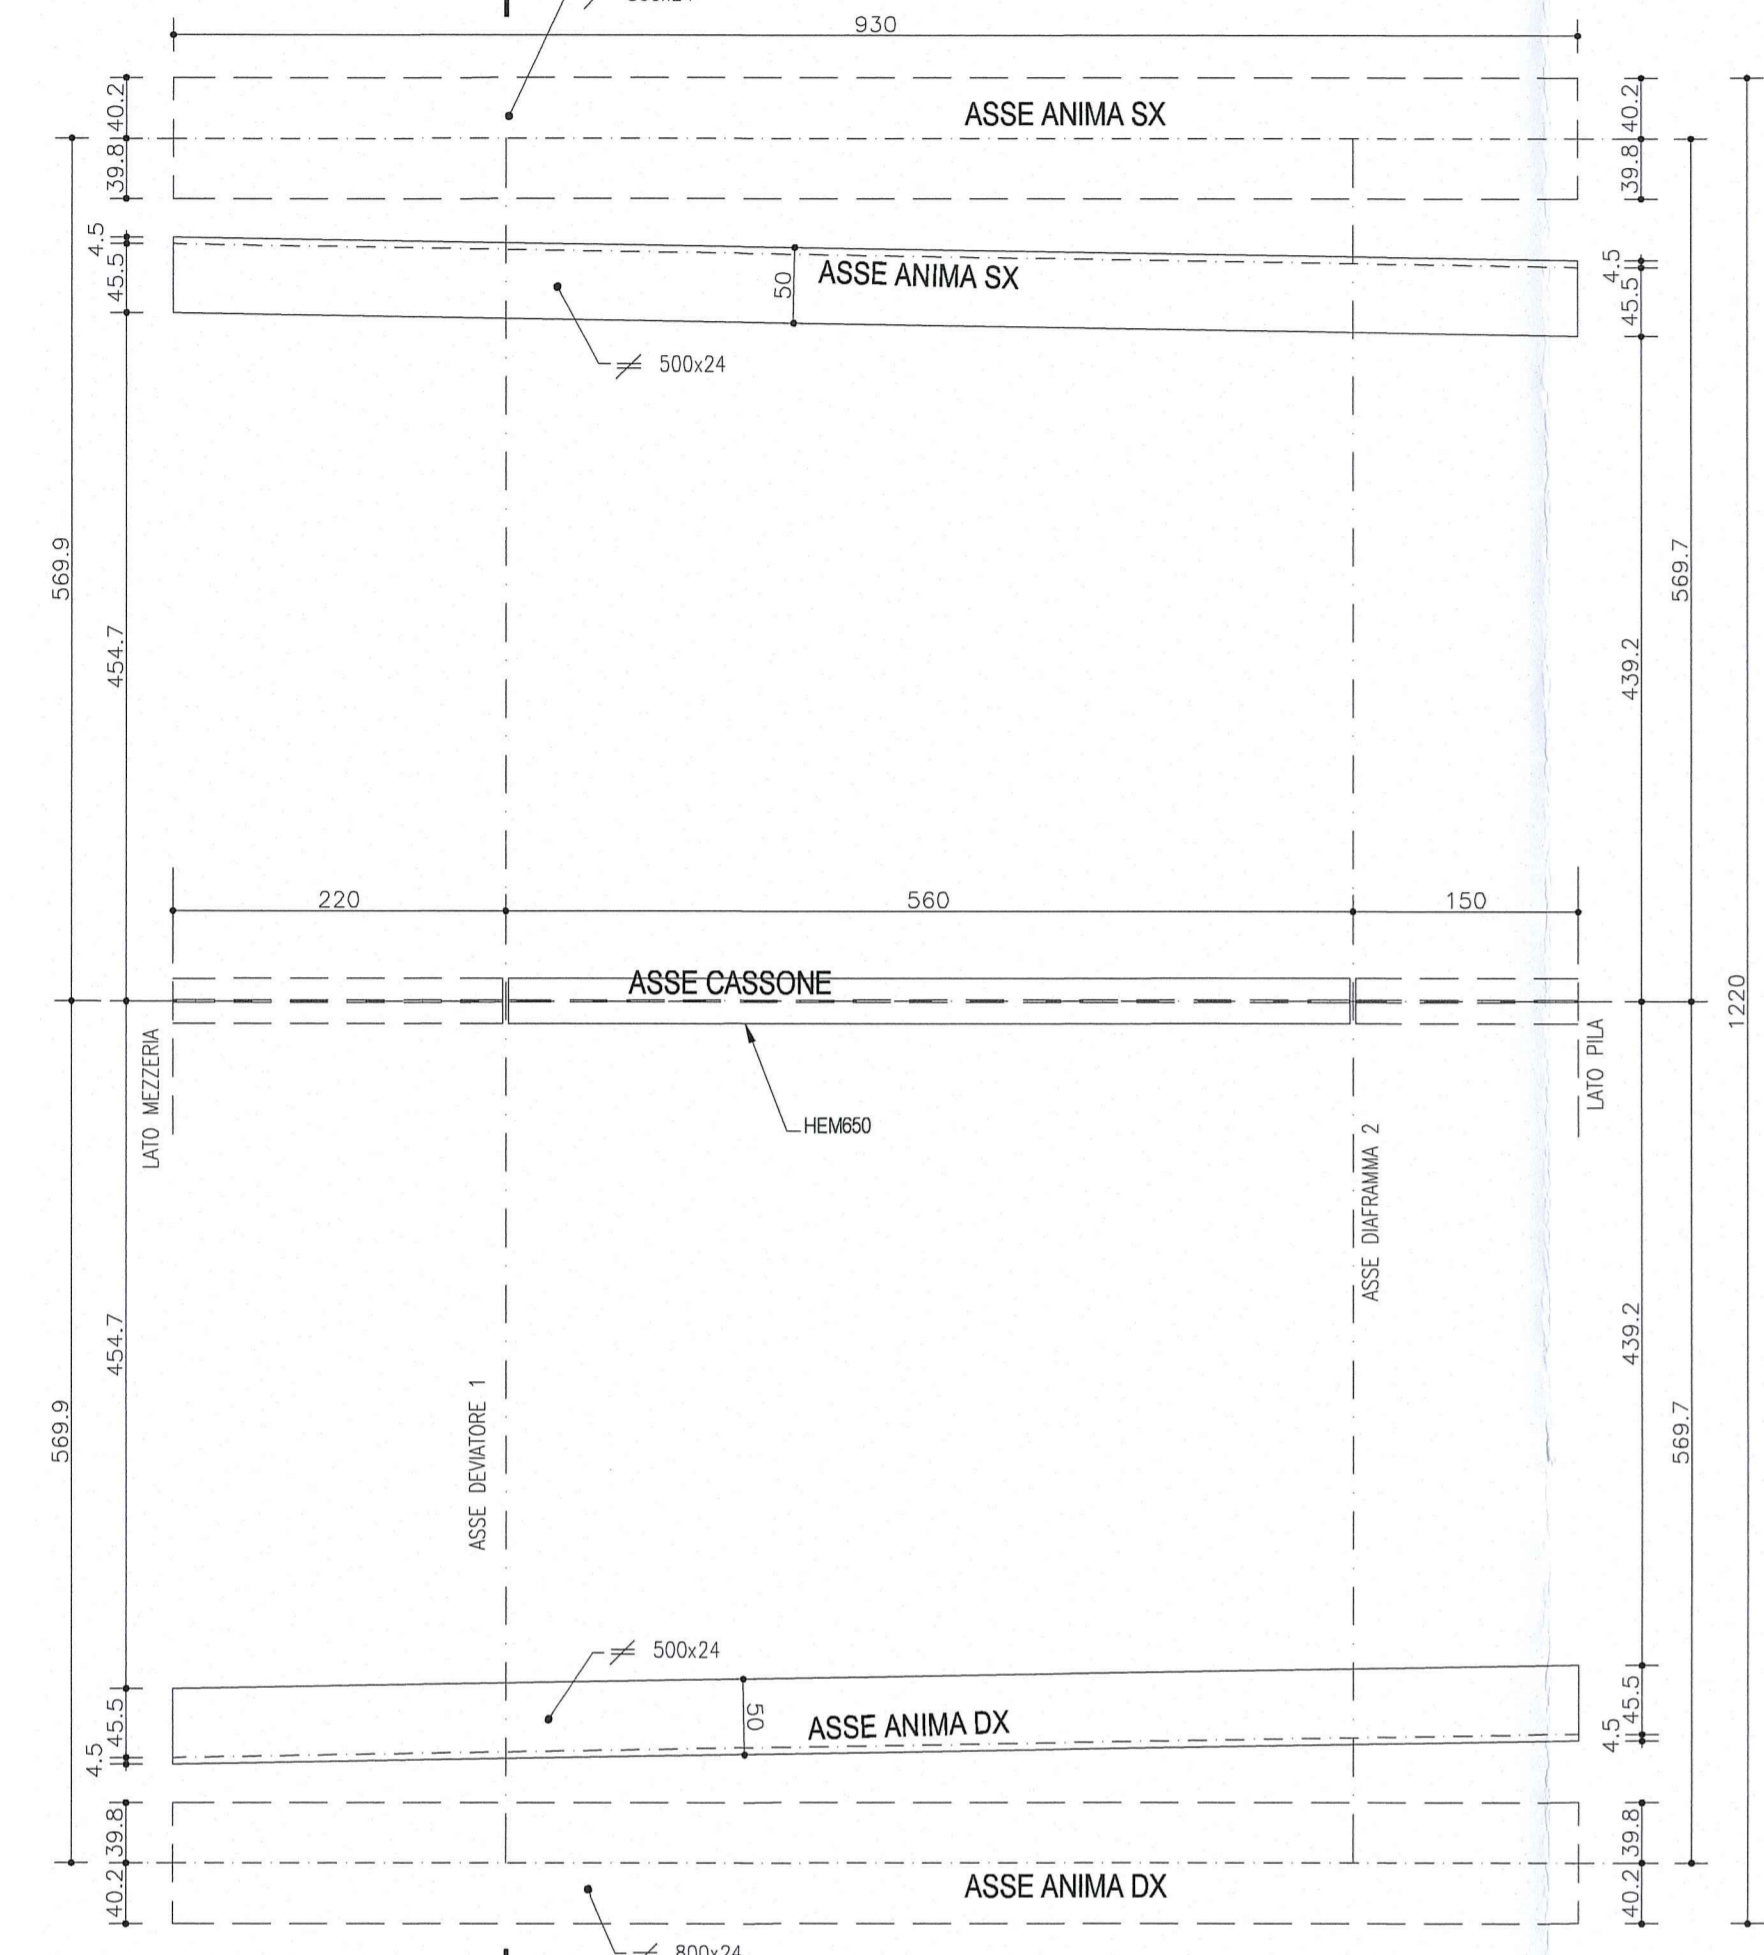 930
40.2
39.8
ASSE ANIMA SX
40.2
39.8
4.5
45.5
50
ASSE ANIMA SX
4.5
45.5
500x24
569.9
454.7
569.7
439.2
220
560
150
ASSE CASSONE
1220
LATO MEZZERIA
LATO PILA
HEM650
ASSE DIAFRAMMA 2
454.7
439.2
569.9
569.7
ASSE DEVIATORE 1
500x24
45.5
4.5
50
ASSE ANIMA DX
45.5
4.5
39.8
40.2
ASSE ANIMA DX
39.8
40.2
800x24